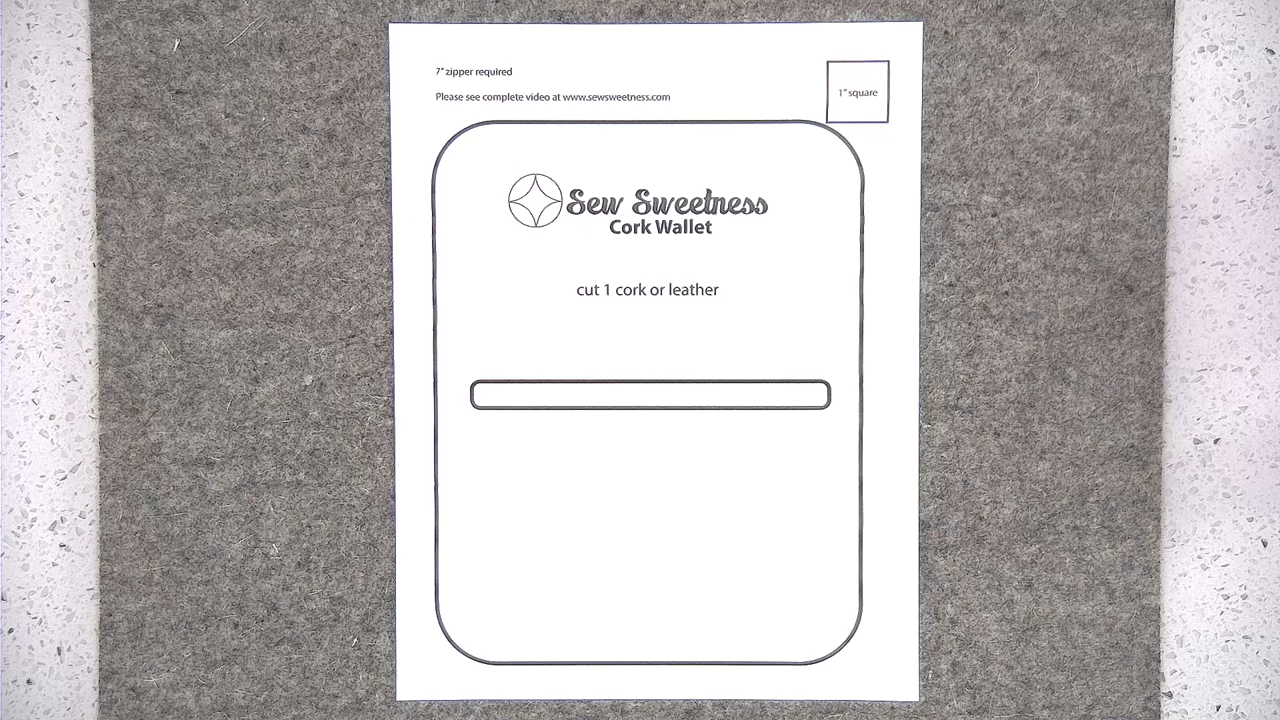 7" zipper required
Please see complete video at www.sewsweetness.com
1" square
Sew Sweetness
Cork Wallet
cut 1 cork or leather